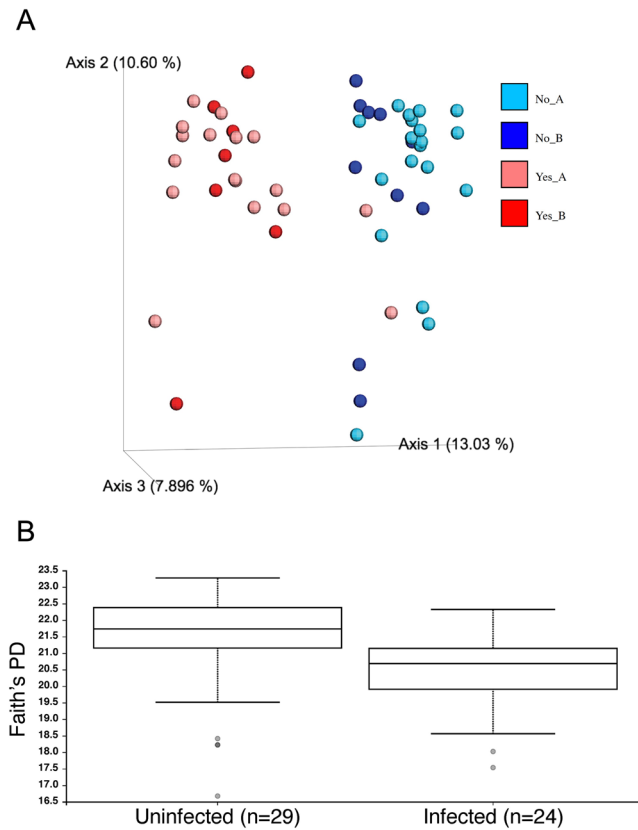 A
Axis 2 (10.60 %)
No_A
No_B
Yes_A
Yes_B
Axis 1 (13.03 %)
Axis 3 (7.896 %)
B
Faith's PD
23.5
23.0
22.5
22.0
21.5
21.0
20.5
20.0
19.5
19.0
18.5
18.0
17.5
17.0
16.5
Uninfected (n=29)
Infected (n=24)